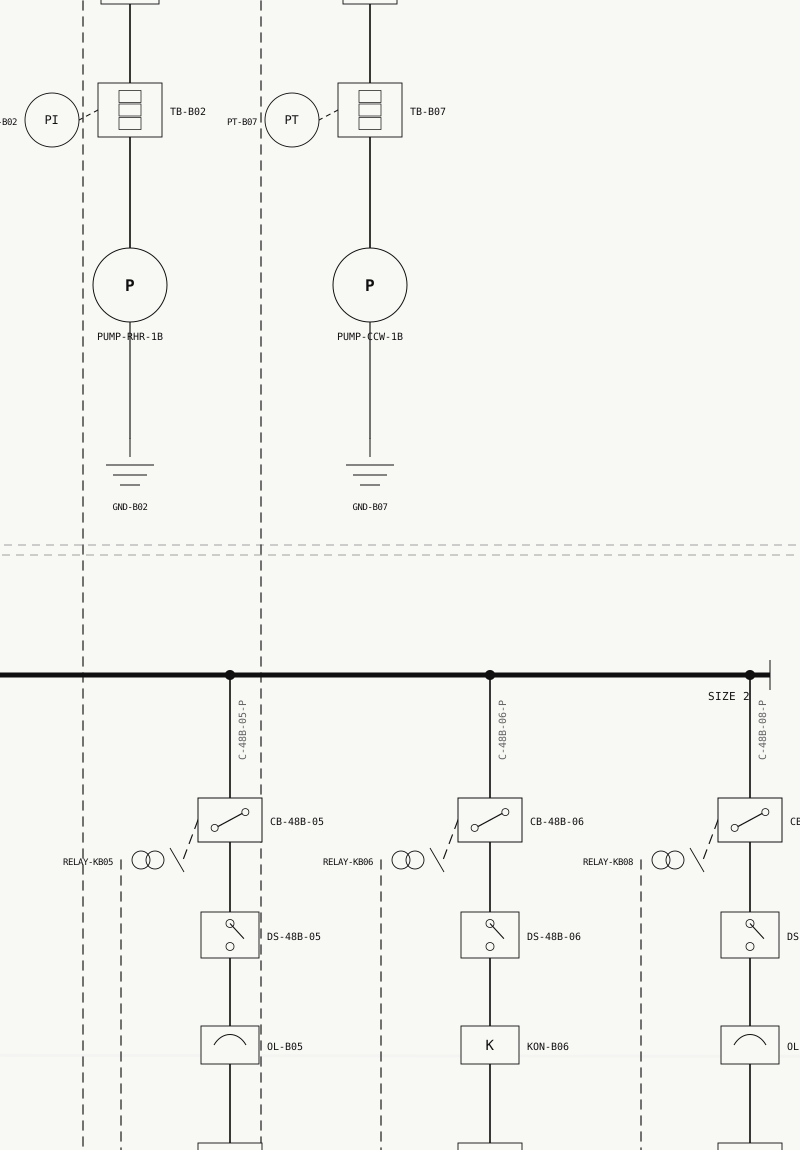 -B02
PI
TB-B02
PT-B07
PT
TB-B07
P
P
PUMP-RHR-1B
PUMP-CCW-1B
GND-B02
GND-B07
SIZE 2
C-48B-05-P
C-48B-06-P
C-48B-08-P
CB-48B-05
CB-48B-06
RELAY-KB05
RELAY-KB06
RELAY-KB08
DS-48B-05
DS-48B-06
DS
OL-B05
K
KON-B06
OL